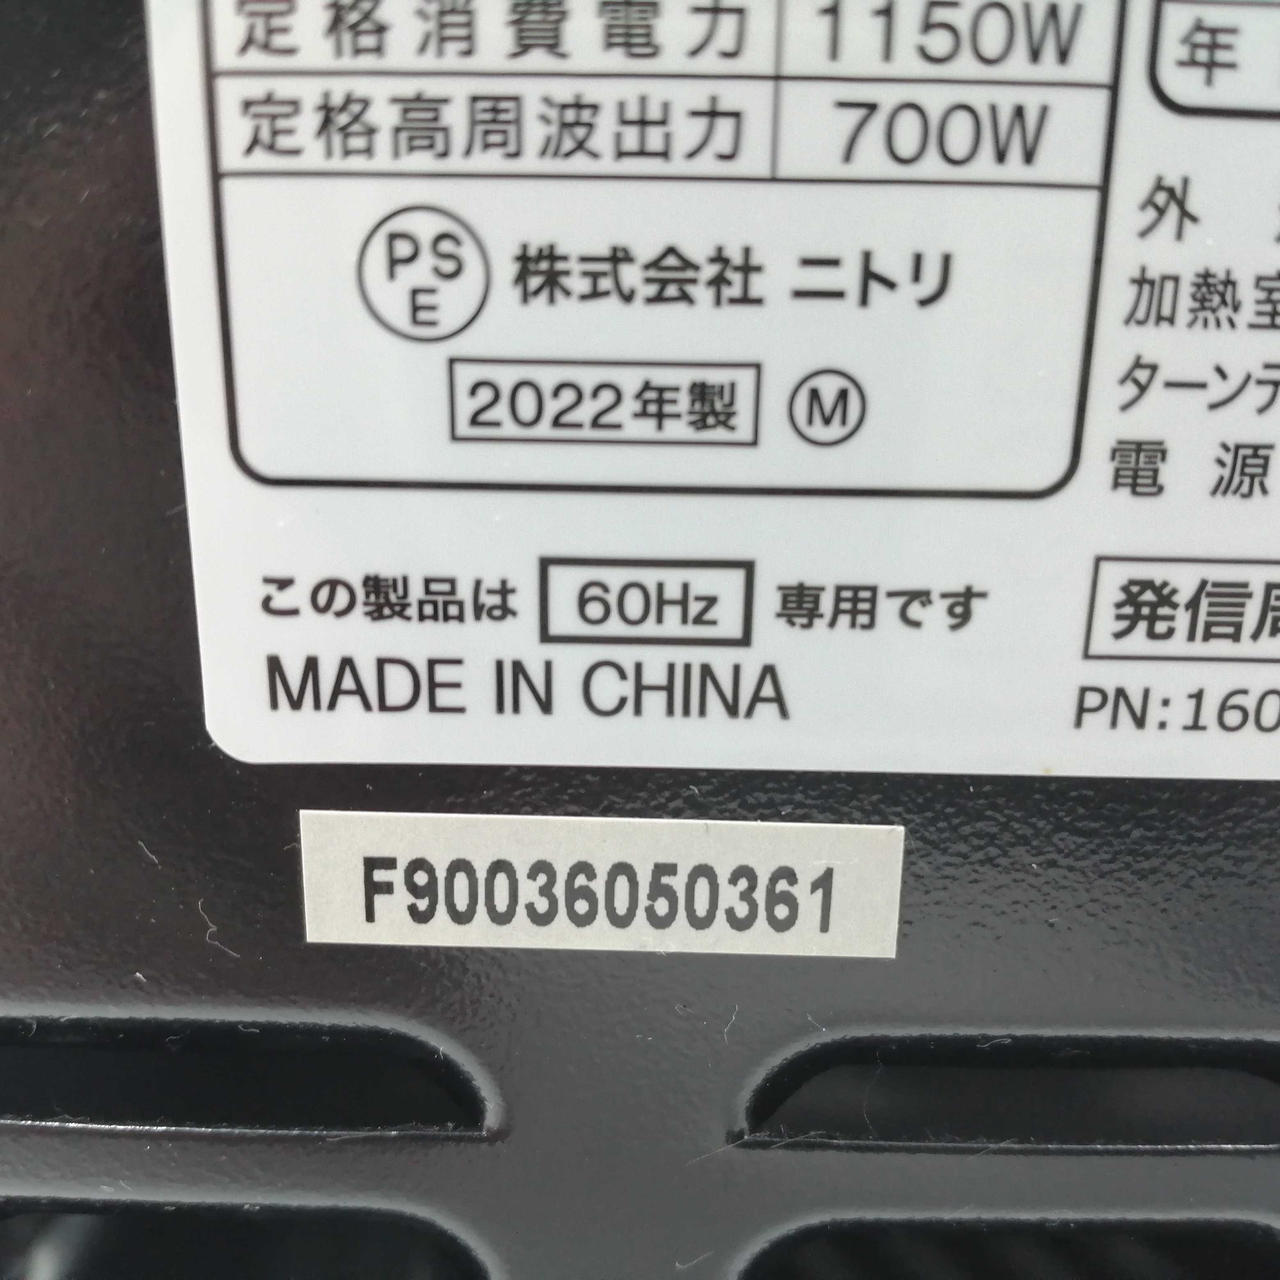 定格消費電力 1150W
定格高周波出力 700W
PSE 株式会社 ニトリ
2022年製 M
この製品は 60Hz 専用です
MADE IN CHINA
年
外
加熱室
ターンテ
電源
発信周
PN:160
F90036050361